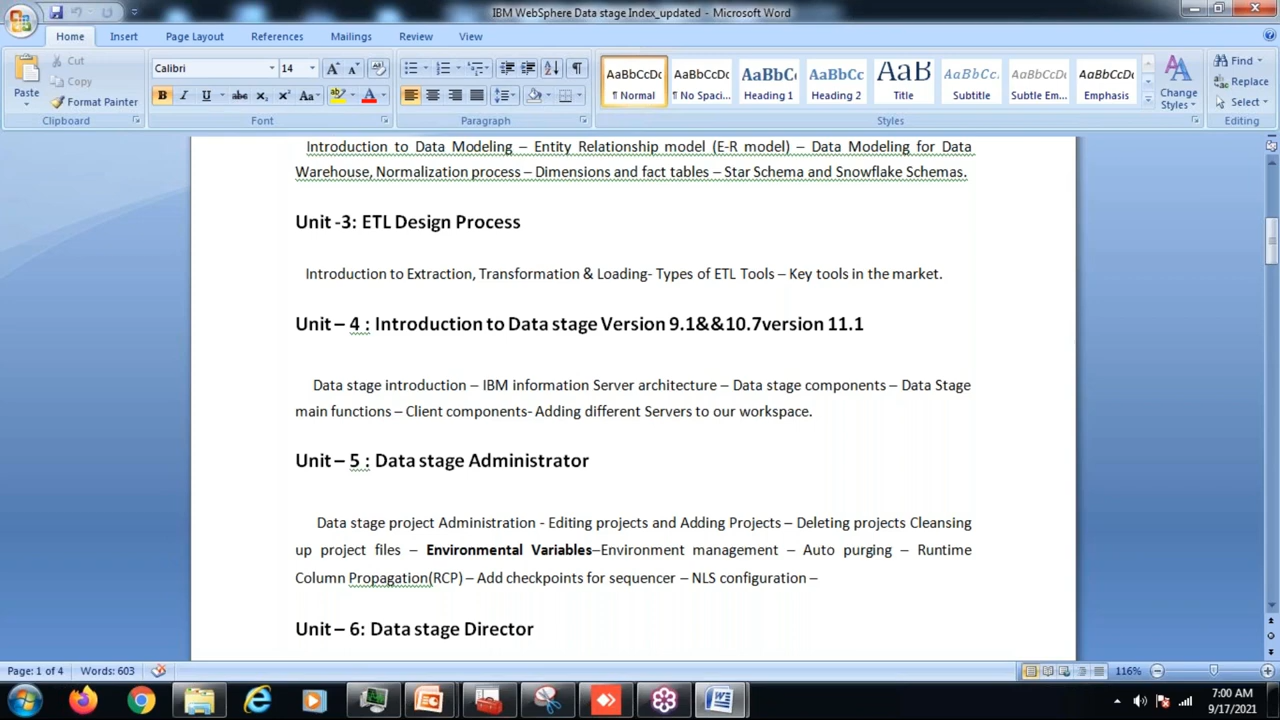 IBM WebSphere Data stage Index_updated - Microsoft Word
Home Insert Page Layout References Mailings Review View
Cut
Copy
Paste
Format Painter
Clipboard
Calibri 14
Font
Paragraph
AaBbCcDc AaBbCcDc AaBbC AaBbCc AaB AaBbCc. AaBbCcDc AaBbCcDc
¶ Normal ¶ No Spaci... Heading 1 Heading 2 Title Subtitle Subtle Em... Emphasis
Change Styles
Styles
Find
Replace
Select
Editing
Introduction to Data Modeling – Entity Relationship model (E-R model) – Data Modeling for Data
Warehouse, Normalization process – Dimensions and fact tables – Star Schema and Snowflake Schemas.
Unit -3: ETL Design Process
Introduction to Extraction, Transformation & Loading- Types of ETL Tools – Key tools in the market.
Unit – 4 : Introduction to Data stage Version 9.1&&10.7version 11.1
Data stage introduction – IBM information Server architecture – Data stage components – Data Stage
main functions – Client components- Adding different Servers to our workspace.
Unit – 5 : Data stage Administrator
Data stage project Administration - Editing projects and Adding Projects – Deleting projects Cleansing
up project files – Environmental Variables–Environment management – Auto purging – Runtime
Column Propagation(RCP) – Add checkpoints for sequencer – NLS configuration –
Unit – 6: Data stage Director
Page: 1 of 4 Words: 603 116%
7:00 AM
9/17/2021